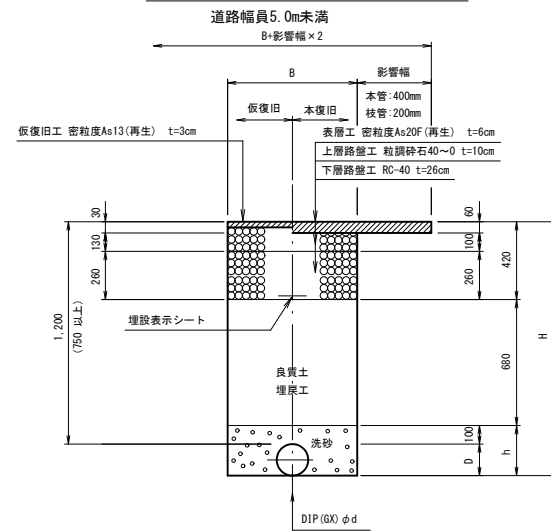 道路幅員5.0m未満
B+影響幅×2
B
影響幅
本管:400mm
枝管:200mm
仮復旧
本復旧
仮復旧工 密粒度As13(再生) t=3cm
表層工 密粒度As20F(再生) t=6cm
上層路盤工 粒調砕石40～0 t=10cm
下層路盤工 RC-40 t=26cm
30
130
260
1,200
(750 以上)
60
100
260
420
680
100
D
h
H
埋設表示シート
良質土
埋戻工
洗砂
DIP(GX) φd